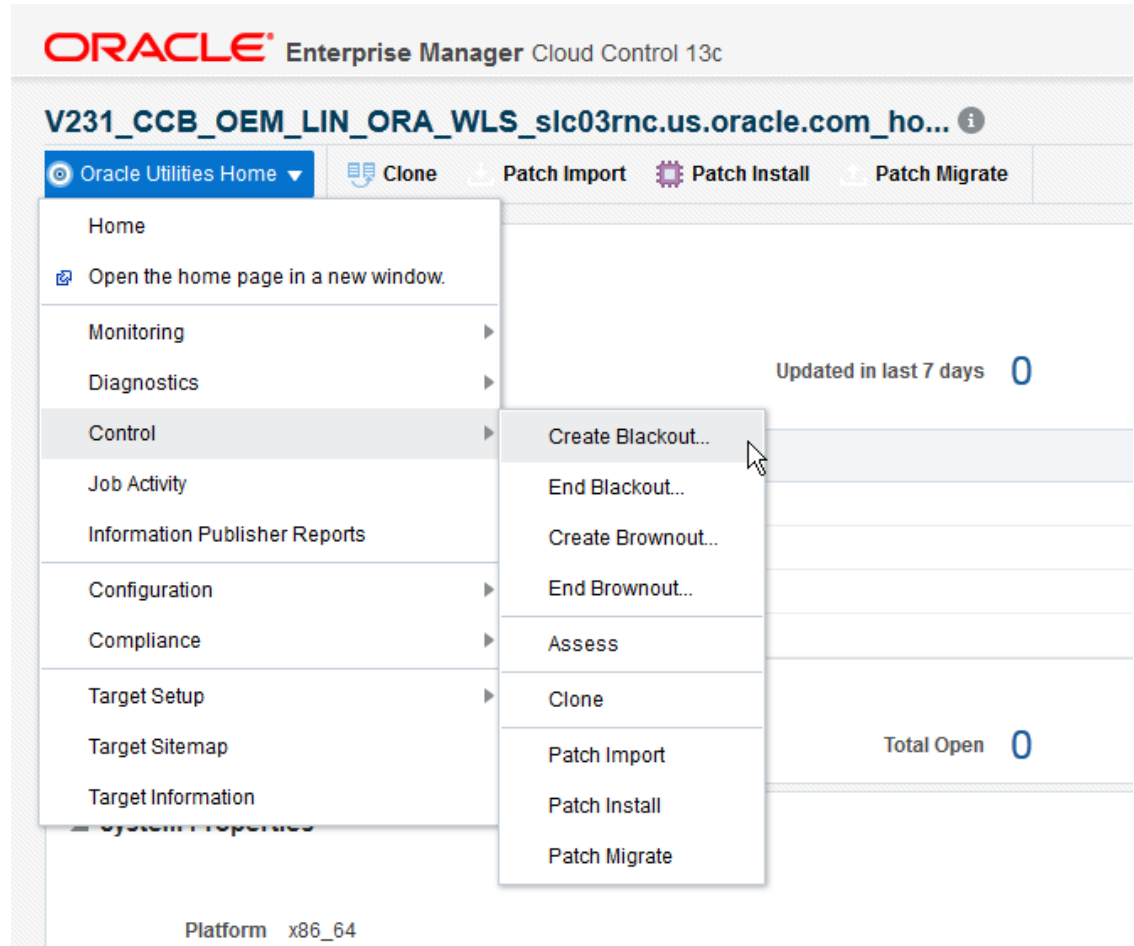 ORACLE Enterprise Manager Cloud Control 13c
V231_CCB_OEM_LIN_ORA_WLS_slc03rnc.us.oracle.com_ho...
Oracle Utilities Home Clone Patch Import Patch Install Patch Migrate
Home
Open the home page in a new window.
Monitoring
Diagnostics
Control
Job Activity
Information Publisher Reports
Configuration
Compliance
Target Setup
Target Sitemap
Target Information
Create Blackout...
End Blackout...
Create Brownout...
End Brownout...
Assess
Clone
Patch Import
Patch Install
Patch Migrate
Updated in last 7 days 0
Total Open 0
System Properties
Platform x86_64